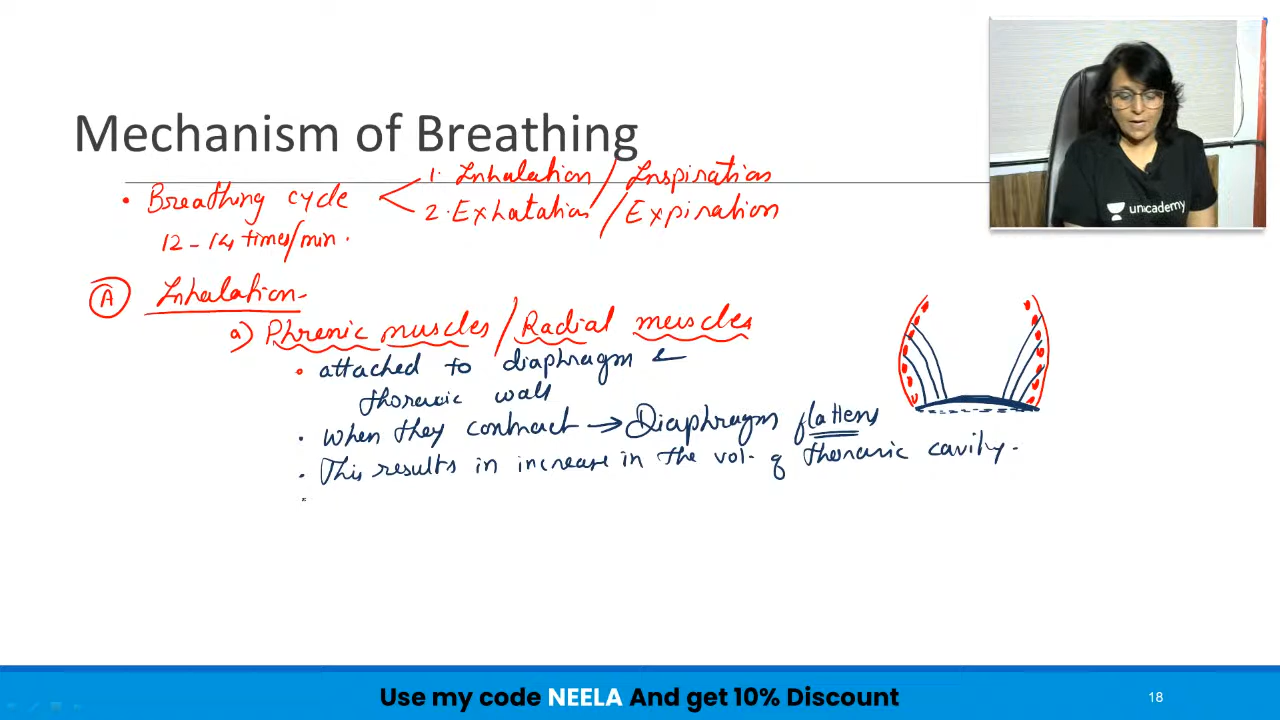 Mechanism of Breathing
• Breathing cycle
1. Inhalation / Inspiration
2. Exhalation / Expiration
12 - 14 times/min.
A Inhalation
a) Phrenic muscles / Radial muscles
• attached to diaphragm &
thoracic wall
• When they contract → Diaphragm flattens
• This results in increase in the vol. of thoracic cavity.
unacademy
Use my code NEELA And get 10% Discount
18